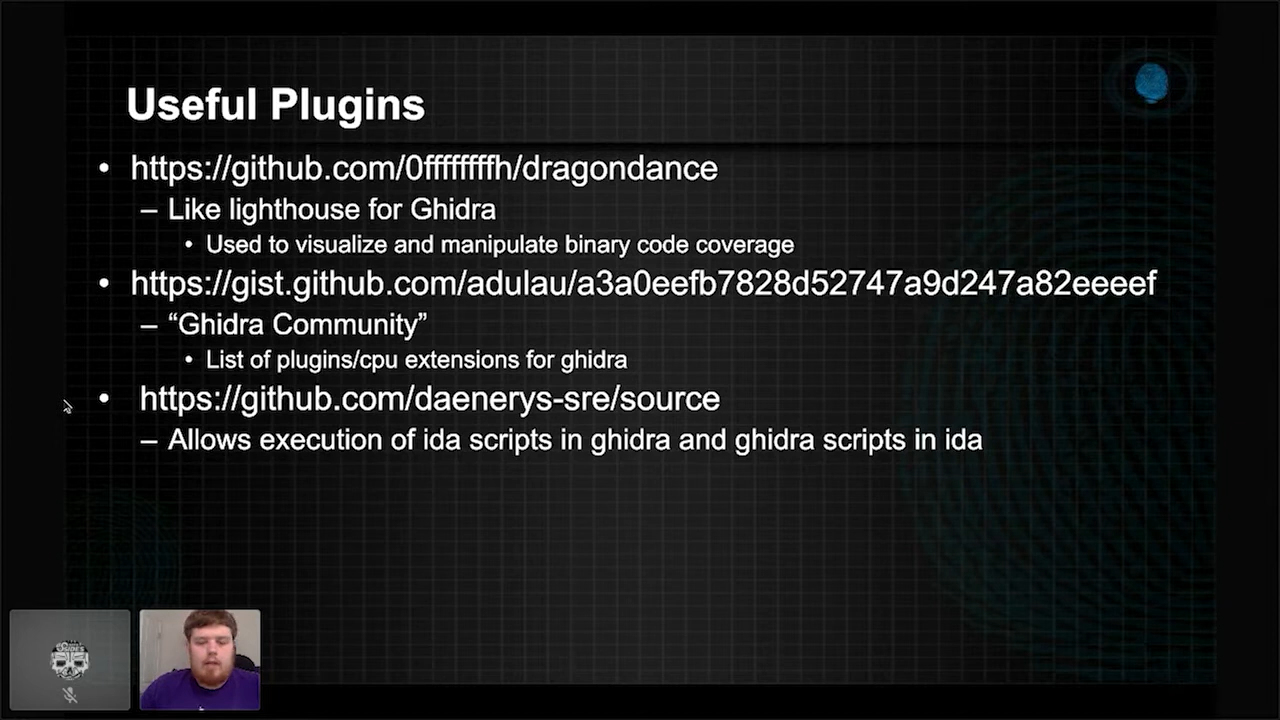 Useful Plugins
• https://github.com/0ffffffffh/dragondance
– Like lighthouse for Ghidra
• Used to visualize and manipulate binary code coverage
• https://gist.github.com/adulau/a3a0eefb7828d52747a9d247a82eeeef
– “Ghidra Community”
• List of plugins/cpu extensions for ghidra
• https://github.com/daenerys-sre/source
– Allows execution of ida scripts in ghidra and ghidra scripts in ida
SIDES